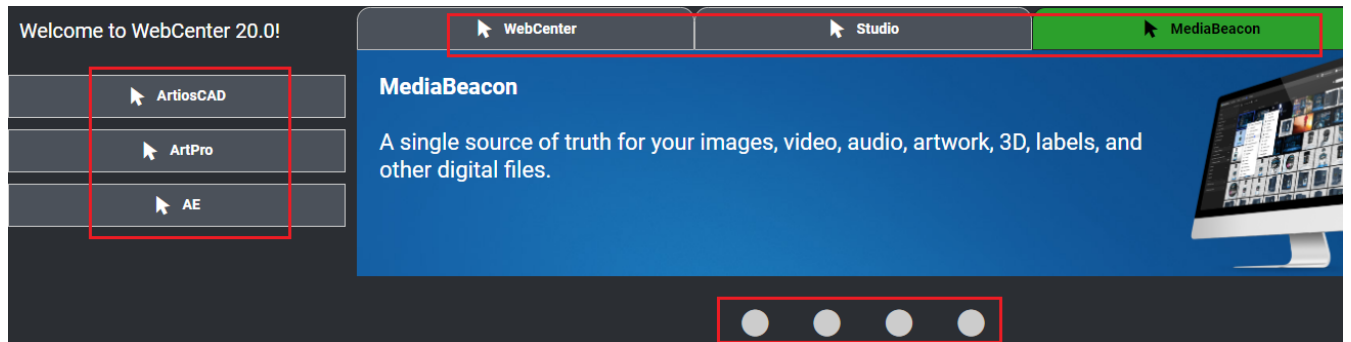 Welcome to WebCenter 20.0!
ArtiosCAD
ArtPro
AE
WebCenter
Studio
MediaBeacon
MediaBeacon
A single source of truth for your images, video, audio, artwork, 3D, labels, and
other digital files.